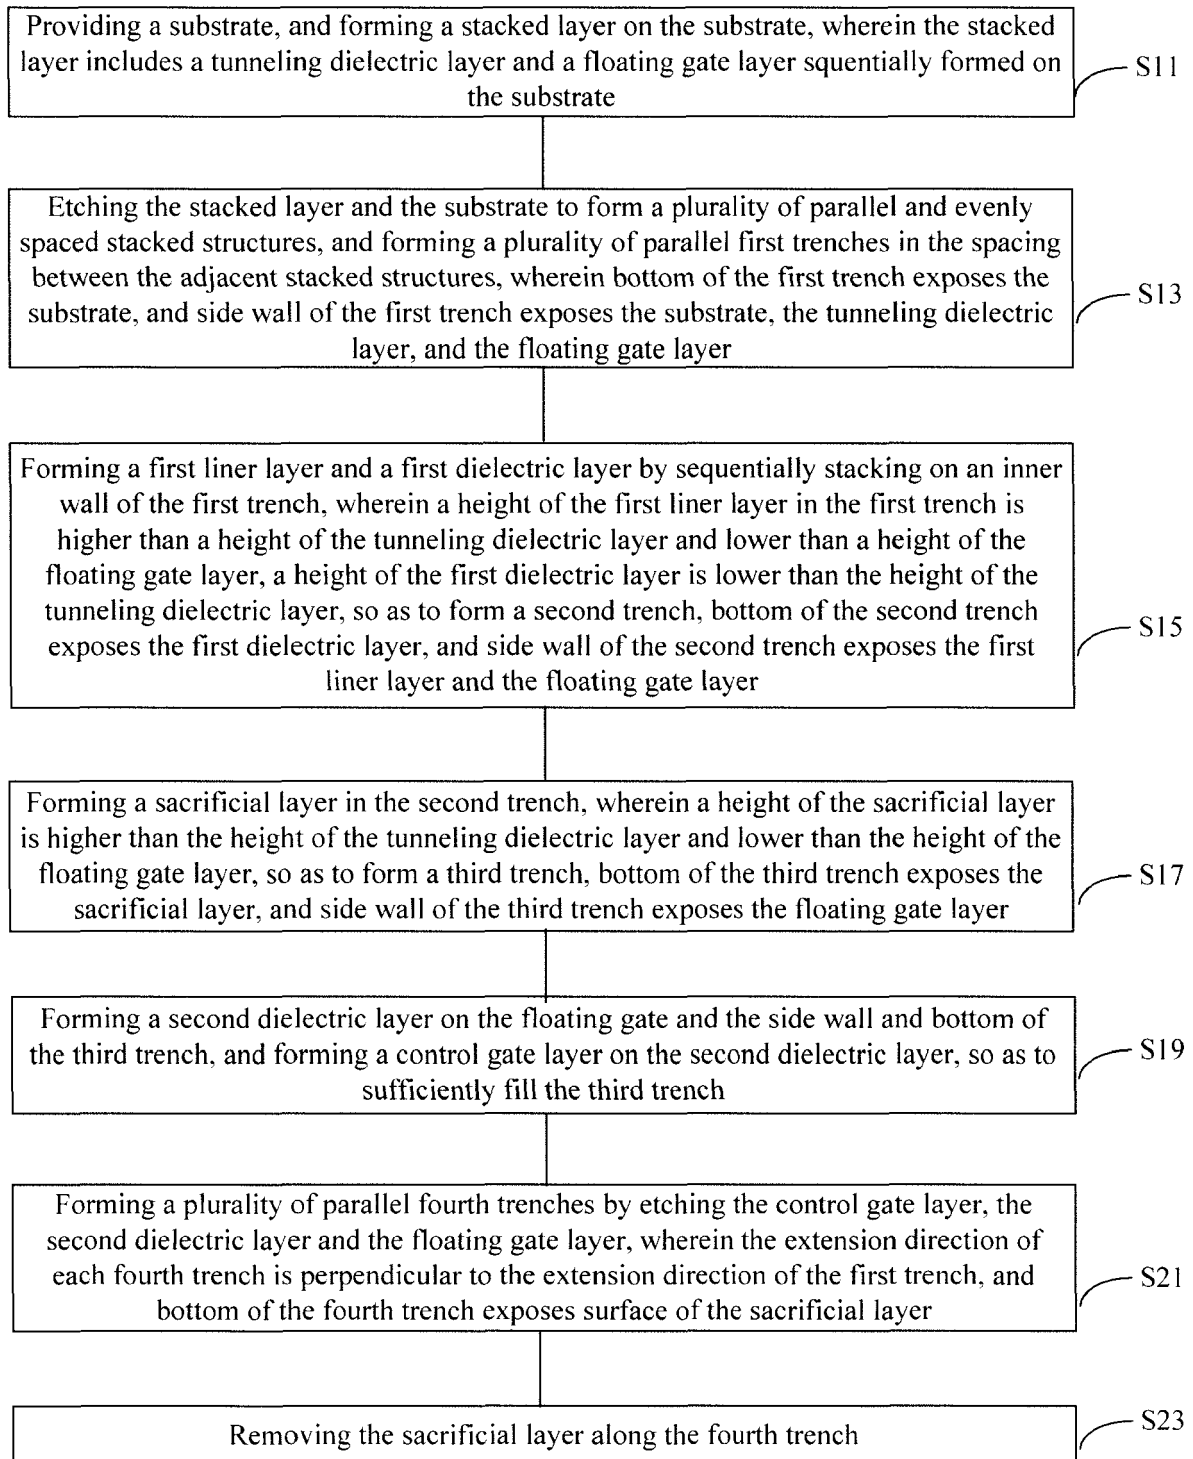 Providing a substrate, and forming a stacked layer on the substrate, wherein the stacked
layer includes a tunneling dielectric layer and a floating gate layer squentially formed on
the substrate
S11
Etching the stacked layer and the substrate to form a plurality of parallel and evenly
spaced stacked structures, and forming a plurality of parallel first trenches in the spacing
between the adjacent stacked structures, wherein bottom of the first trench exposes the
substrate, and side wall of the first trench exposes the substrate, the tunneling dielectric
layer, and the floating gate layer
S13
Forming a first liner layer and a first dielectric layer by sequentially stacking on an inner
wall of the first trench, wherein a height of the first liner layer in the first trench is
higher than a height of the tunneling dielectric layer and lower than a height of the
floating gate layer, a height of the first dielectric layer is lower than the height of the
tunneling dielectric layer, so as to form a second trench, bottom of the second trench
exposes the first dielectric layer, and side wall of the second trench exposes the first
liner layer and the floating gate layer
S15
Forming a sacrificial layer in the second trench, wherein a height of the sacrificial layer
is higher than the height of the tunneling dielectric layer and lower than the height of the
floating gate layer, so as to form a third trench, bottom of the third trench exposes the
sacrificial layer, and side wall of the third trench exposes the floating gate layer
S17
Forming a second dielectric layer on the floating gate and the side wall and bottom of
the third trench, and forming a control gate layer on the second dielectric layer, so as to
sufficiently fill the third trench
S19
Forming a plurality of parallel fourth trenches by etching the control gate layer, the
second dielectric layer and the floating gate layer, wherein the extension direction of
each fourth trench is perpendicular to the extension direction of the first trench, and
bottom of the fourth trench exposes surface of the sacrificial layer
S21
Removing the sacrificial layer along the fourth trench
S23